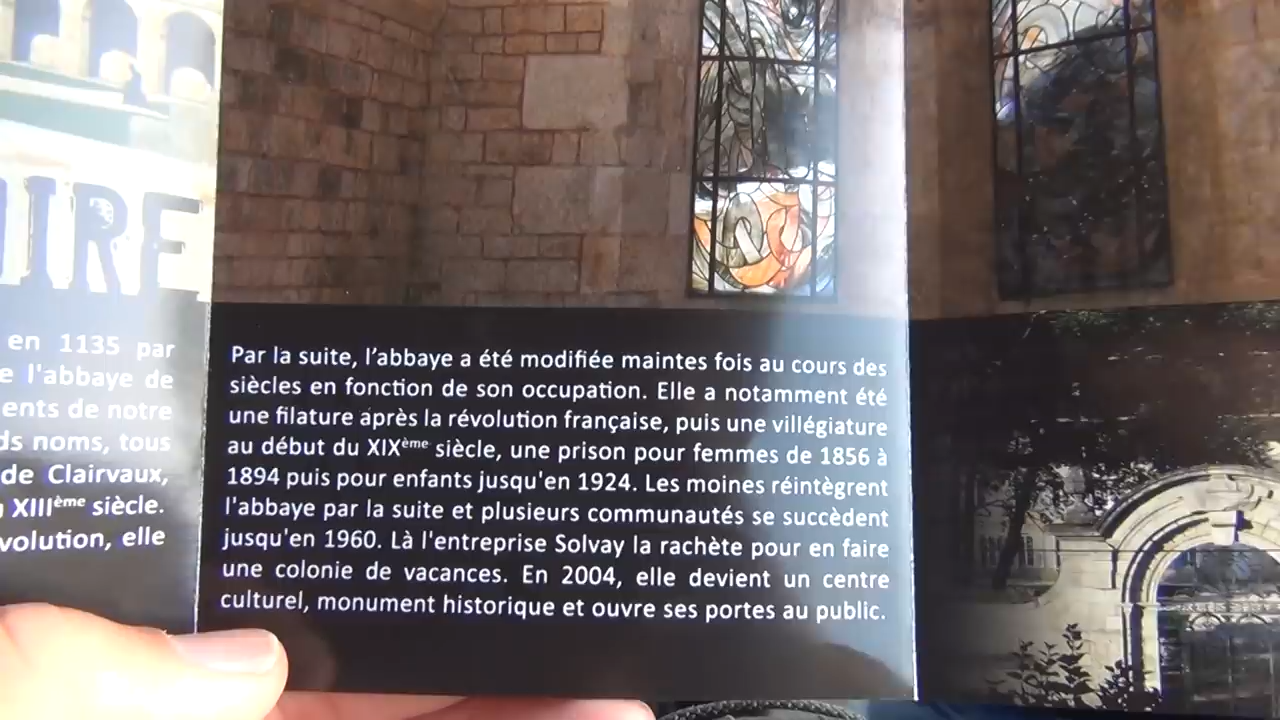 en 1135 par
l'abbaye de
de notre
noms, tous
de Clairvaux,
XIIIème siècle.
elle
Par la suite, l'abbaye a été modifiée maintes fois au cours des
siècles en fonction de son occupation. Elle a notamment été
une filature après la révolution française, puis une villégiature
au début du XIXème siècle, une prison pour femmes de 1856 à
1894 puis pour enfants jusqu'en 1924. Les moines réintègrent
l'abbaye par la suite et plusieurs communautés se succèdent
jusqu'en 1960. Là l'entreprise Solvay la rachète pour en faire
une colonie de vacances. En 2004, elle devient un centre
culturel, monument historique et ouvre ses portes au public.